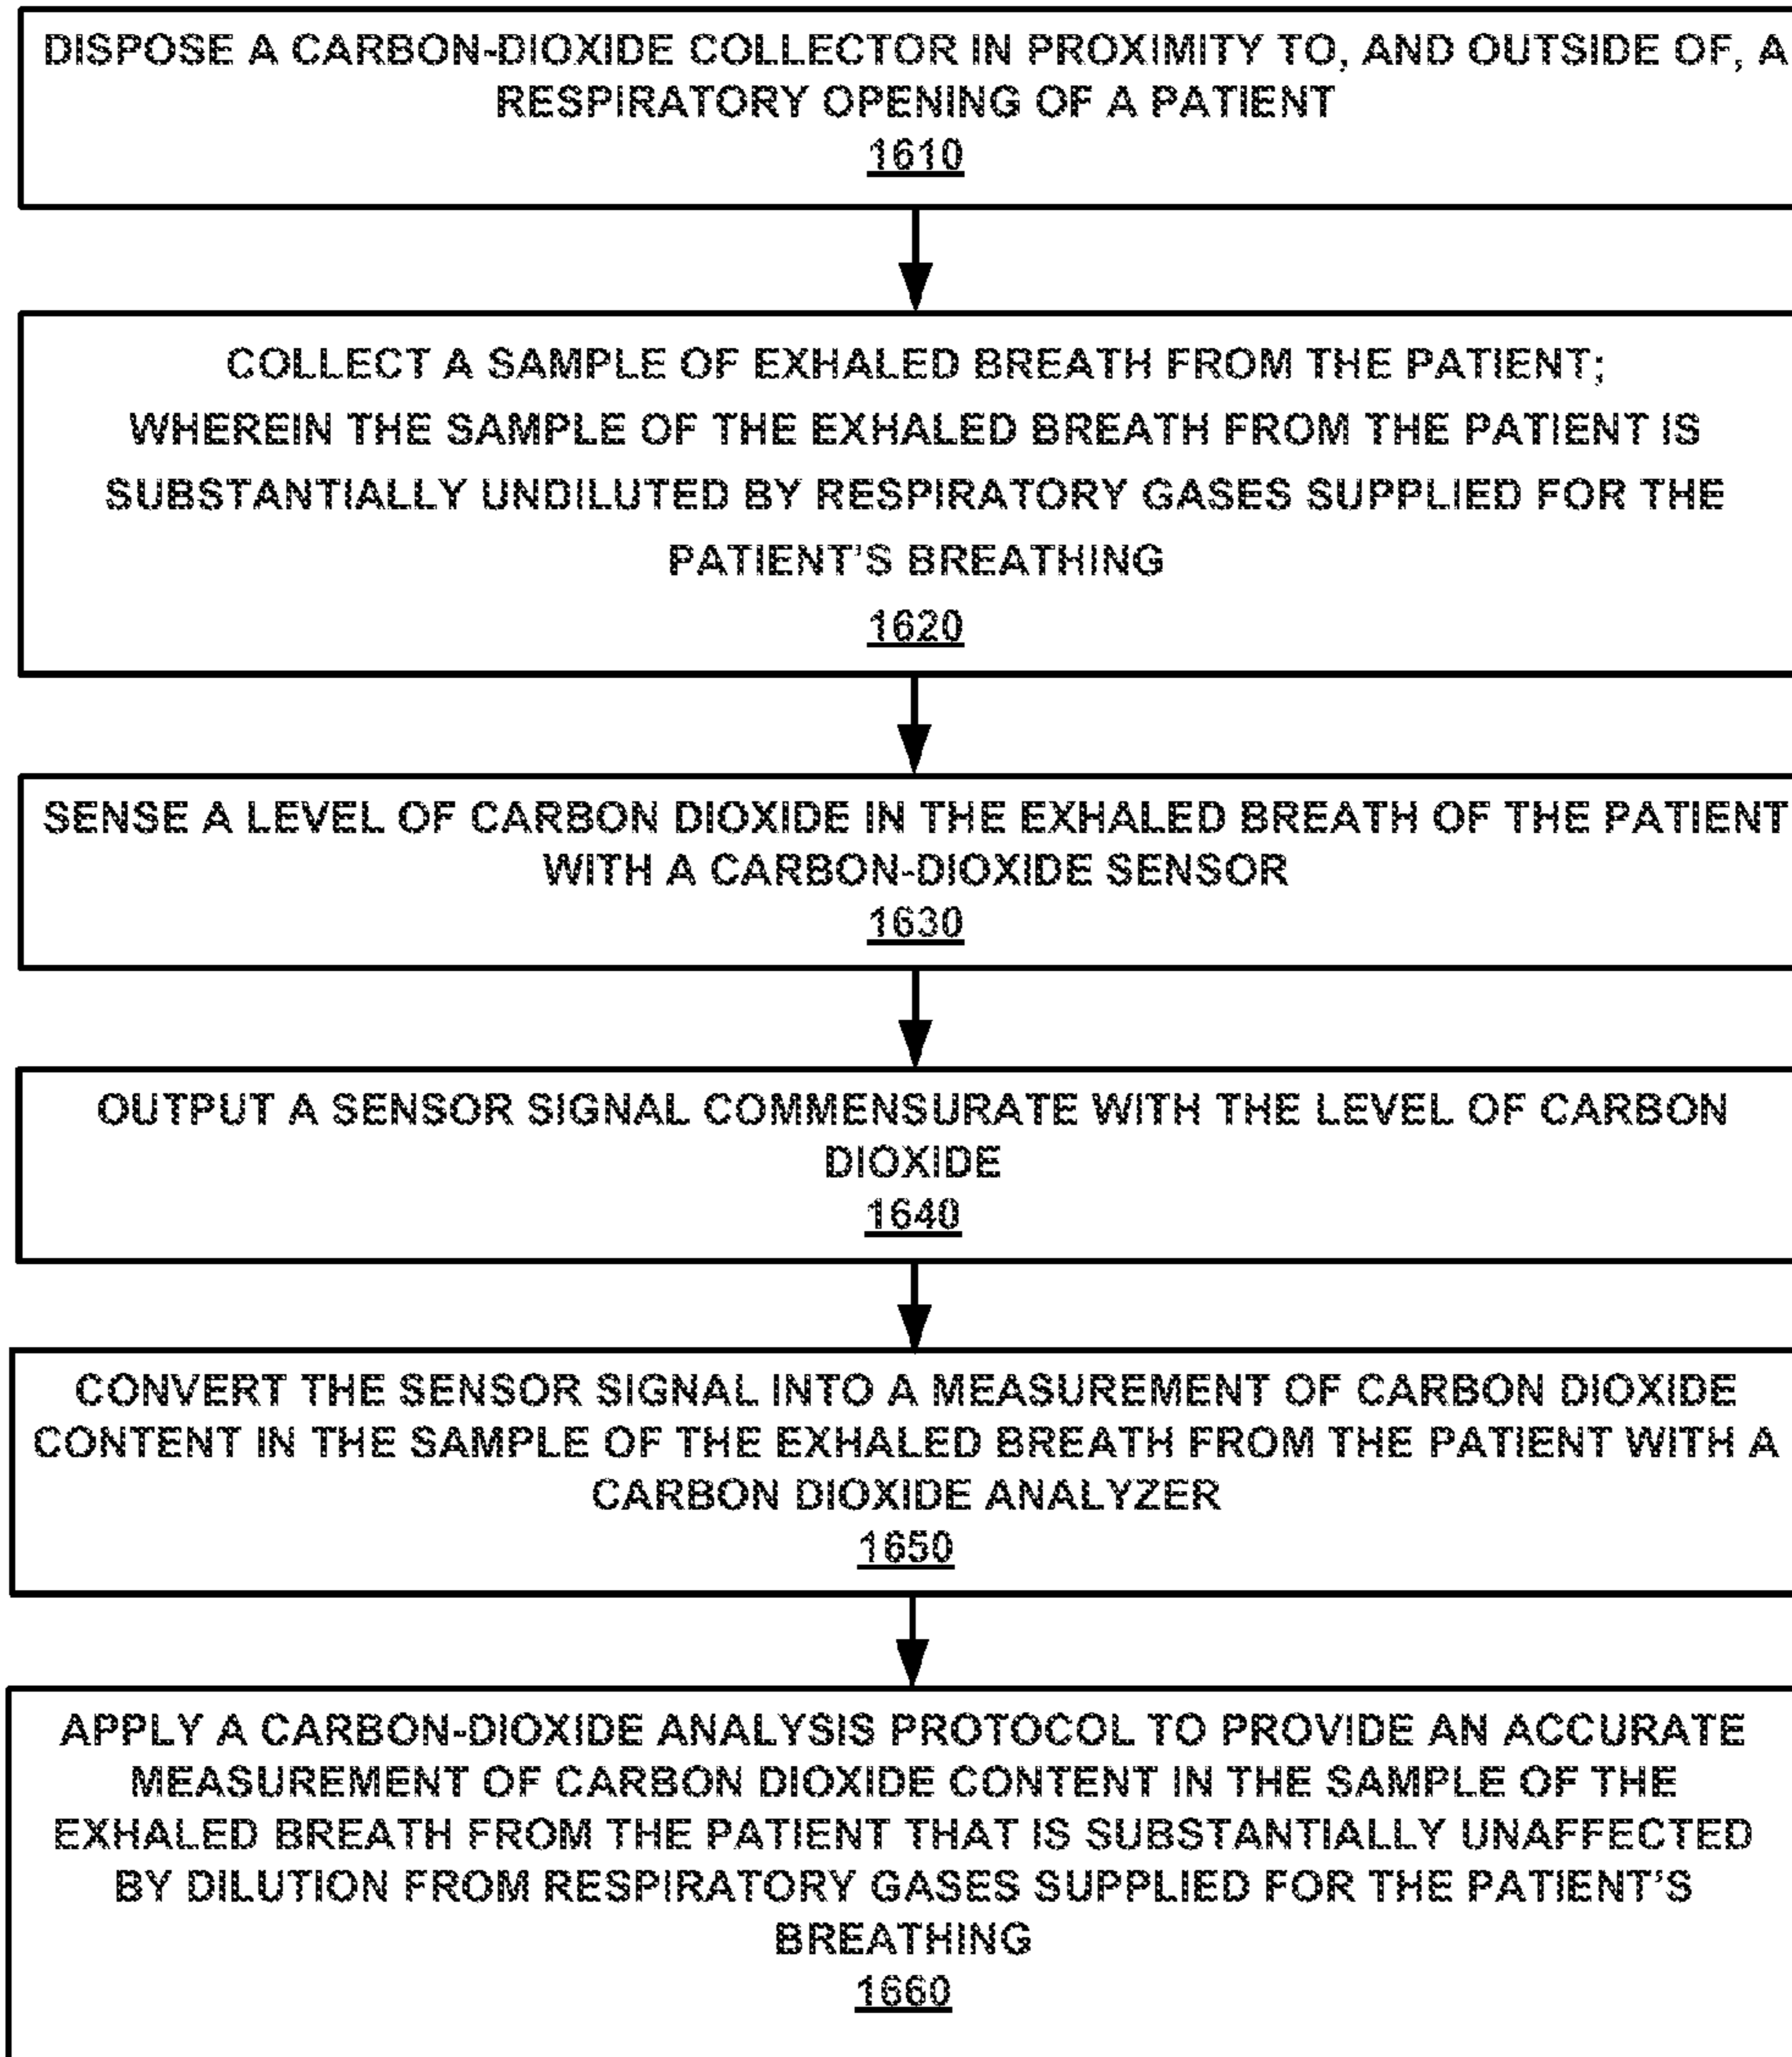 DISPOSE A CARBON-DIOXIDE COLLECTOR IN PROXIMITY TO, AND OUTSIDE OF, A
RESPIRATORY OPENING OF A PATIENT
1610
COLLECT A SAMPLE OF EXHALED BREATH FROM THE PATIENT;
WHEREIN THE SAMPLE OF THE EXHALED BREATH FROM THE PATIENT IS
SUBSTANTIALLY UNDILUTED BY RESPIRATORY GASES SUPPLIED FOR THE
PATIENT'S BREATHING
1620
SENSE A LEVEL OF CARBON DIOXIDE IN THE EXHALED BREATH OF THE PATIENT
WITH A CARBON-DIOXIDE SENSOR
1630
OUTPUT A SENSOR SIGNAL COMMENSURATE WITH THE LEVEL OF CARBON
DIOXIDE
1640
CONVERT THE SENSOR SIGNAL INTO A MEASUREMENT OF CARBON DIOXIDE
CONTENT IN THE SAMPLE OF THE EXHALED BREATH FROM THE PATIENT WITH A
CARBON DIOXIDE ANALYZER
1650
APPLY A CARBON-DIOXIDE ANALYSIS PROTOCOL TO PROVIDE AN ACCURATE
MEASUREMENT OF CARBON DIOXIDE CONTENT IN THE SAMPLE OF THE
EXHALED BREATH FROM THE PATIENT THAT IS SUBSTANTIALLY UNAFFECTED
BY DILUTION FROM RESPIRATORY GASES SUPPLIED FOR THE PATIENT'S
BREATHING
1660